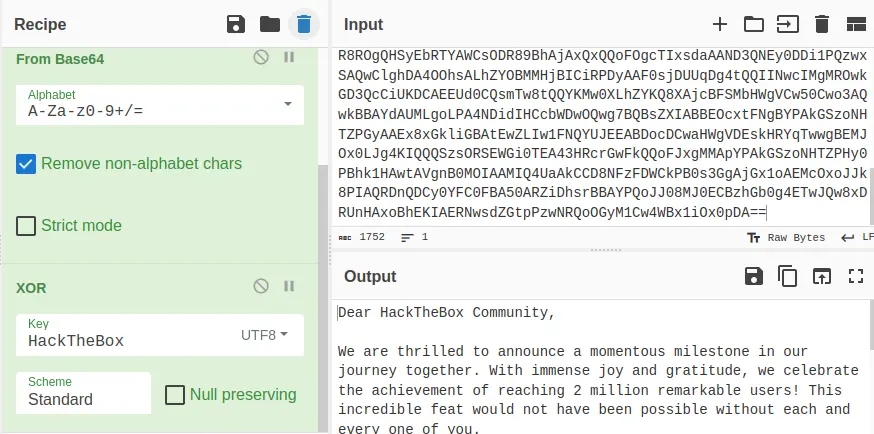 Recipe
From Base64
Alphabet
A-Za-z0-9+/=
Remove non-alphabet chars
Strict mode
XOR
Key
HackTheBox
UTF8
Scheme
Standard
Null preserving
Input
R8ROgQHSyEbRTYAWCsODR89BhAjAxQxQQoFOgcTIxsdaAAND3QNEy0DDi1PQzwx
SAQwClghDA4OOhsALhZYOBMMHjBICiRPDyAAF0sjDUUqDg4tQQIINwcIMgMROwk
GD3QcCiUKDCAEEUd0CQsmTw8tQQYKMw0XLhZYKQ8XAjcBFSMbHWgVCw50Cwo3AQ
wkBBAYdAUMLgoLPA4NDidIHCcbWDwOQwg7BQBsZXIABBEOcxtFNgBYPAkGSzoNH
TZPGyAAEx8xGkliGBAtEwZLIw1FNQYUJEEABDocDCwaHWgVDEskHRYqTwwgBEMJ
Ox0LJg4KIQQQSzsORSEWGi0TEA43HRcrGwFkQQoFJxgMMApYPAkGSzoNHTZPHy0
PBhk1HAwtAVgnB0MOIAAMIQ4UaAkCCD8NFzFDWCkPB0s3GgAjGx1oAEMcOxoJJk
8PIAQRDnQDCy0YFC0FBA50ARZiDhsrBBAYPQoJJ08MJ0ECBzhGb0g4ETwJQw8xD
RUnHAxoBhEKIAERNwsdZGtpPzwNRQoOGyM1Cw4WBx1iOx0pDA==
1752
1
Raw Bytes
LF
Output
Dear HackTheBox Community,
We are thrilled to announce a momentous milestone in our
journey together. With immense joy and gratitude, we celebrate
the achievement of reaching 2 million remarkable users! This
incredible feat would not have been possible without each and
every one of you.